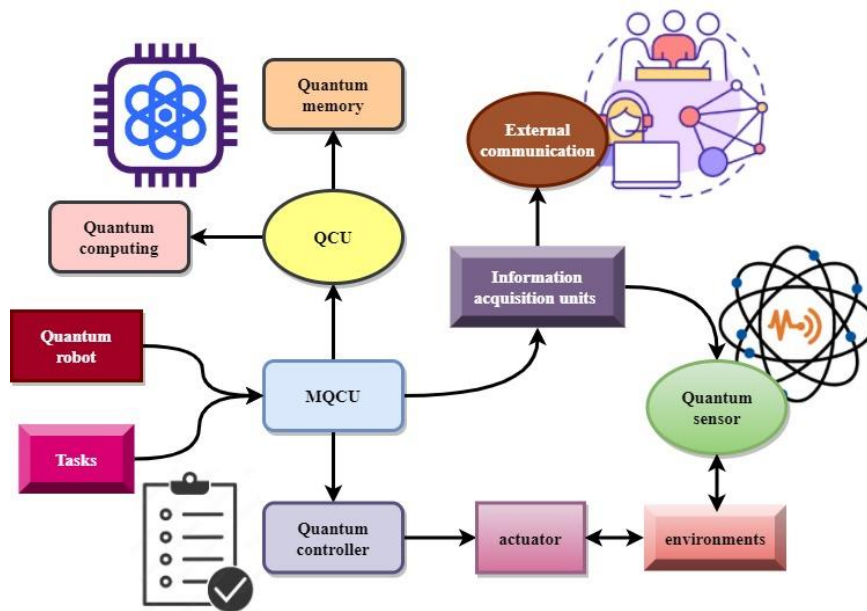 Quantum
memory
External
communication
Quantum
computing
QCU
Information
acquisition units
Quantum
robot
MQCU
Quantum
sensor
Tasks
Quantum
controller
actuator
environments